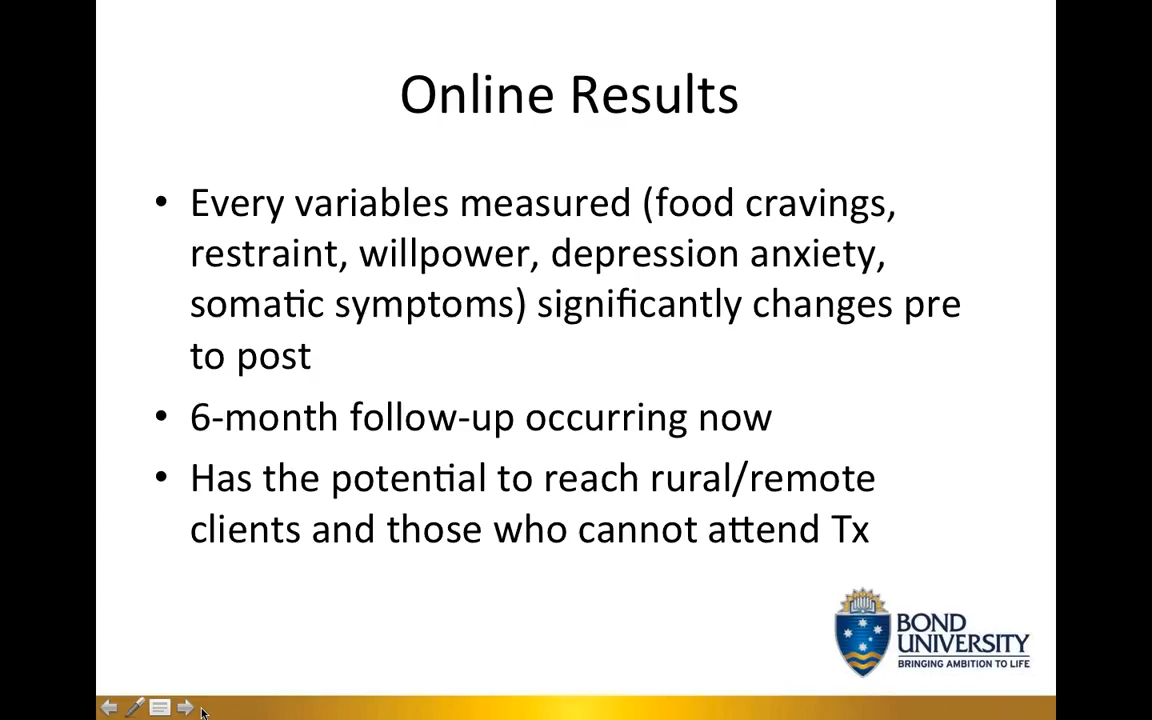 Online Results
• Every variables measured (food cravings,
restraint, willpower, depression anxiety,
somatic symptoms) significantly changes pre
to post
• 6-month follow-up occurring now
• Has the potential to reach rural/remote
clients and those who cannot attend Tx
BOND
UNIVERSITY
BRINGING AMBITION TO LIFE